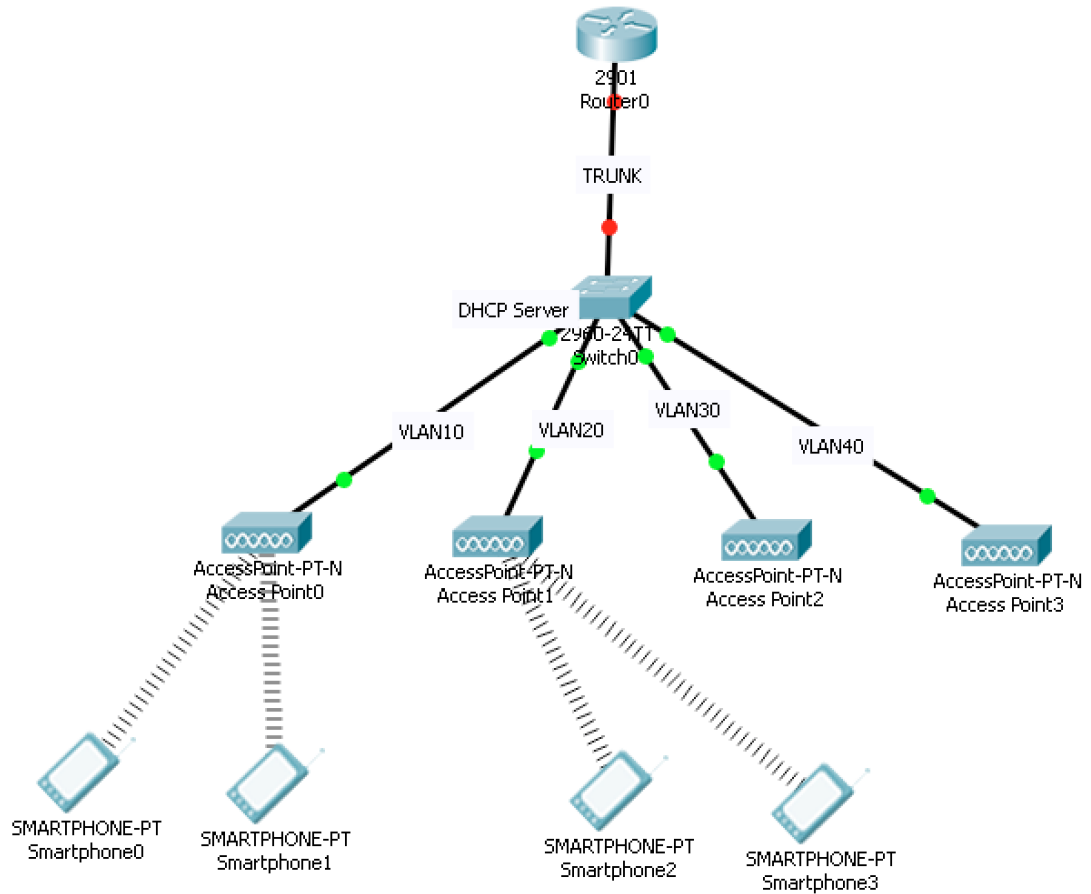 2901
Router0
TRUNK
DHCP Server
2960-24TT
Switch0
VLAN10
VLAN20
VLAN30
VLAN40
AccessPoint-PT-N
Access Point0
AccessPoint-PT-N
Access Point1
AccessPoint-PT-N
Access Point2
AccessPoint-PT-N
Access Point3
SMARTPHONE-PT
Smartphone0
SMARTPHONE-PT
Smartphone1
SMARTPHONE-PT
Smartphone2
SMARTPHONE-PT
Smartphone3